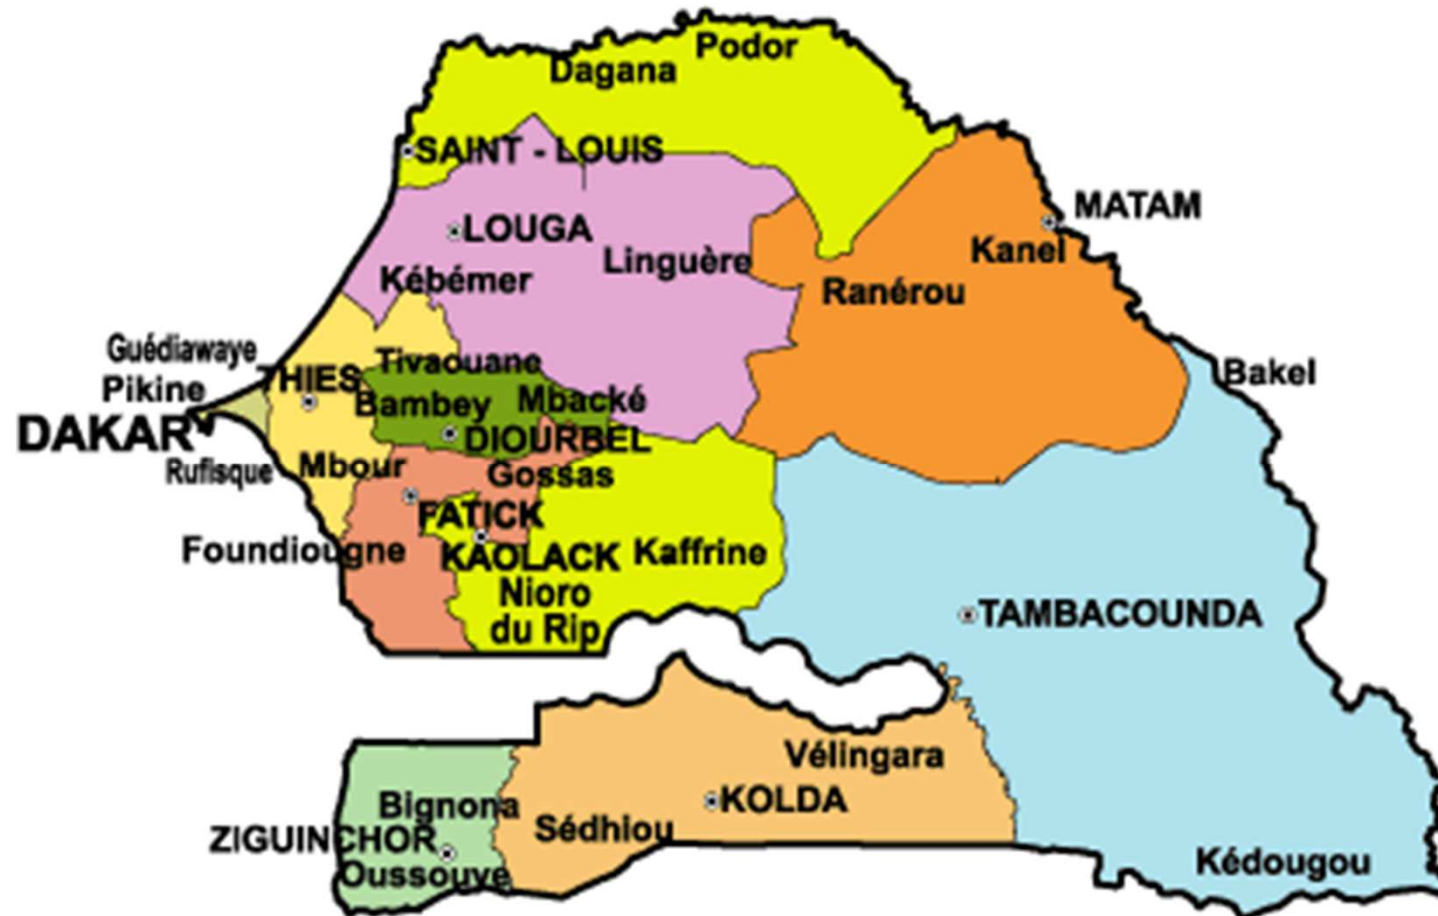 Podor
Dagana
SAINT - LOUIS
MATAM
LOUGA
Kanel
Linguère
Kébémer
Ranérou
Guédiawaye
Tivaouane
Bakel
THIES
Pikine
Bambey
Mbacké
DAKAR
DIOURBEL
Rufisque
Mbour
Gossas
FATICK
Foundiougne
KAOLACK
Kaffrine
Nioro
du Rip
TAMBACOUNDA
Vélingara
KOLDA
Bignona
Sédhiou
ZIGUINCHOR
Kédougou
Oussouye